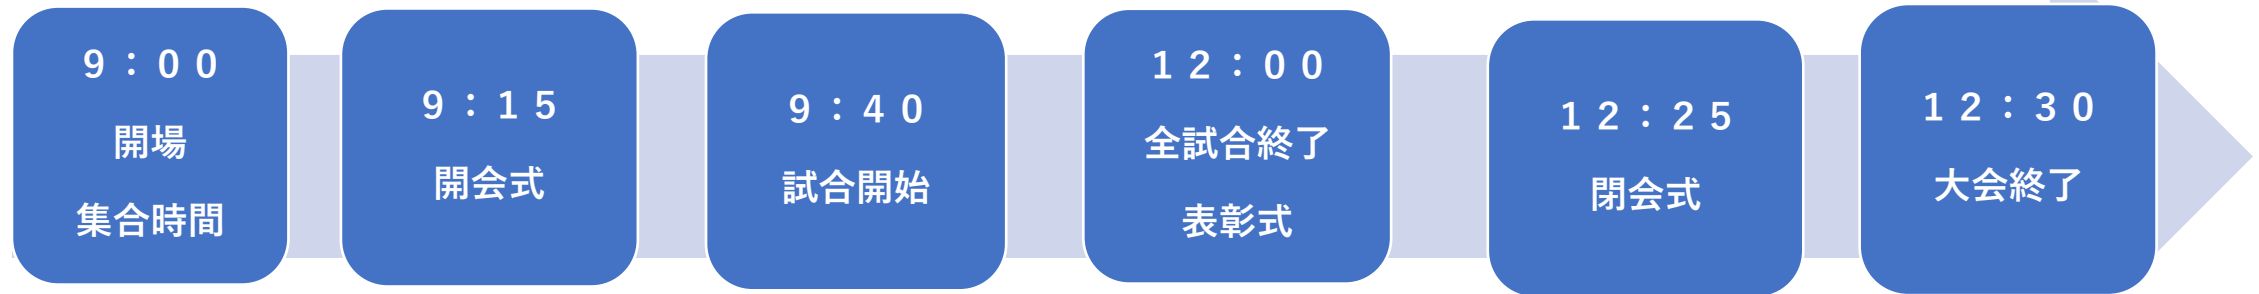 ９：００
開場
集合時間
９：１５
開会式
９：４０
試合開始
１２：００
全試合終了
表彰式
１２：２５
閉会式
１２：３０
大会終了